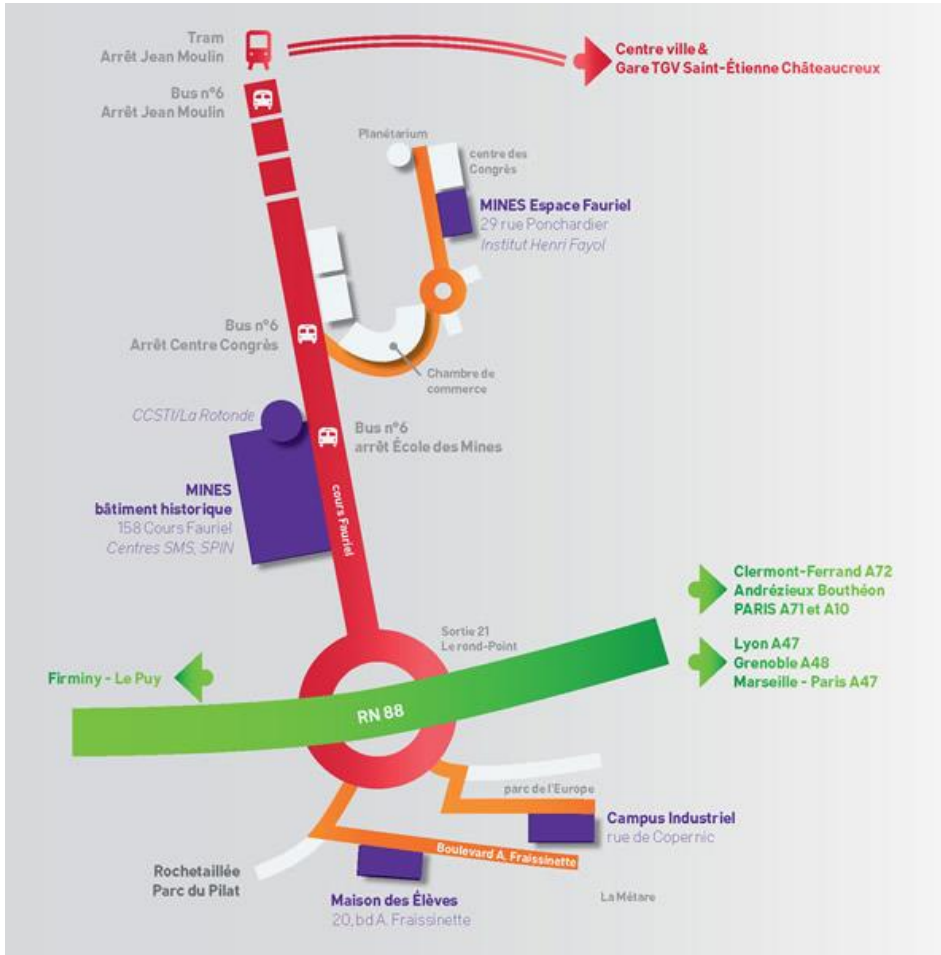 Tram
Arrêt Jean Moulin
Centre ville &
Gare TGV Saint-Étienne Châteaucreux
Bus n°6
Arrêt Jean Moulin
Planétarium
centre des
Congrès
MINES Espace Fauriel
29 rue Ponchardier
Institut Henri Fayol
Bus n°6
Arrêt Centre Congrès
Chambre de
commerce
CCSTI/La Rotonde
Bus n°6
arrêt École des Mines
MINES
bâtiment historique
158 Cours Fauriel
Centres SMS, SPIN
cours Fauriel
Clermont-Ferrand A72
Andrézieux Bouthéon
PARIS A71 et A10
Sortie 21
Le rond-Point
Lyon A47
Grenoble A48
Marseille - Paris A47
Firminy - Le Puy
RN 88
parc de l'Europe
Campus Industriel
rue de Copernic
Boulevard A. Fraissinette
Rochetaillée
Parc du Pilat
Maison des Élèves
20, bd A. Fraissinette
La Métare